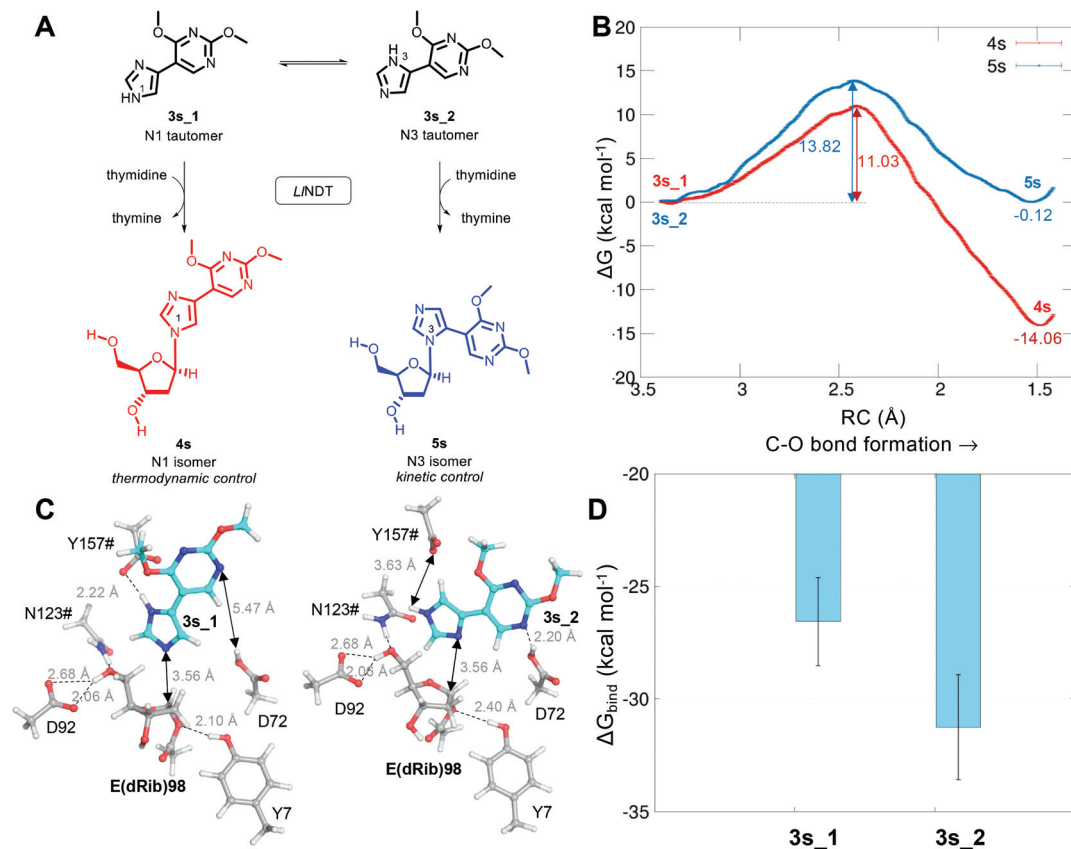 A
O
N
N
O
N
HN
1
3s_1
N1 tautomer
H
N
3
N
O
N
N
O
3s_2
N3 tautomer
thymidine
thymine
LlNDT
thymidine
thymine
O
N
O
N
N
1
N
H
O
O
H
O
H
4s
N1 isomer
thermodynamic control
N
O
N
3
N
N
O
H
O
O
H
O
H
5s
N3 isomer
kinetic control
B
4s
5s
ΔG (kcal mol-1)
20
15
10
5
0
-5
-10
-15
-20
13.82
11.03
3s_1
3s_2
5s
-0.12
4s
-14.06
3.5
3
2.5
2
1.5
RC (Å)
C-O bond formation →
C
Y157#
2.22 Å
N123#
3s_1
5.47 Å
2.68 Å
2.06 Å
3.56 Å
D92
D72
2.10 Å
E(dRib)98
Y7
Y157#
3.63 Å
N123#
3s_2
2.20 Å
2.68 Å
2.05 Å
3.56 Å
D92
D72
2.40 Å
E(dRib)98
Y7
D
ΔGbind (kcal mol-1)
-20
-25
-30
-35
3s_1
3s_2